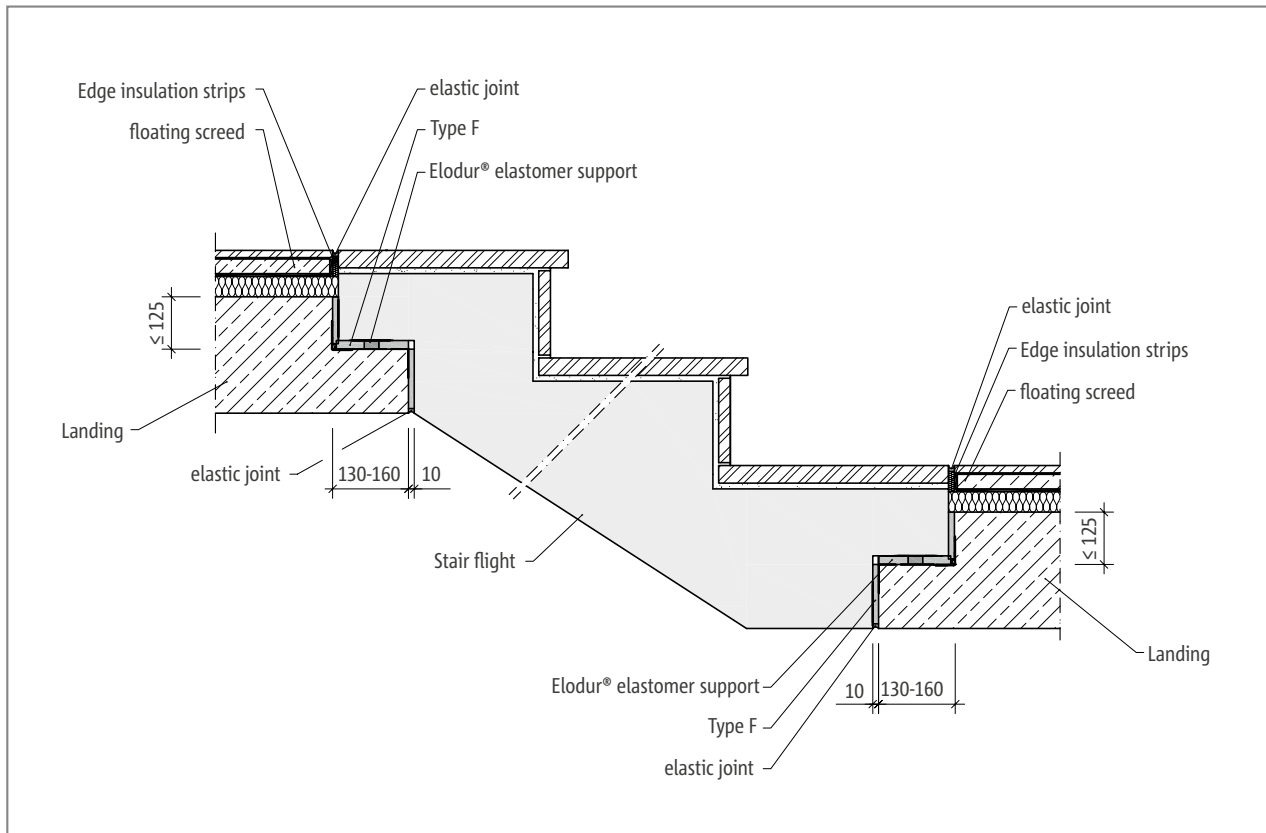 Edge insulation strips
elastic joint
floating screed
Type F
Elodur® elastomer support
≤ 125
Landing
elastic joint
130-160
10
Stair flight
elastic joint
Edge insulation strips
floating screed
≤ 125
Landing
Elodur® elastomer support
10
130-160
Type F
elastic joint